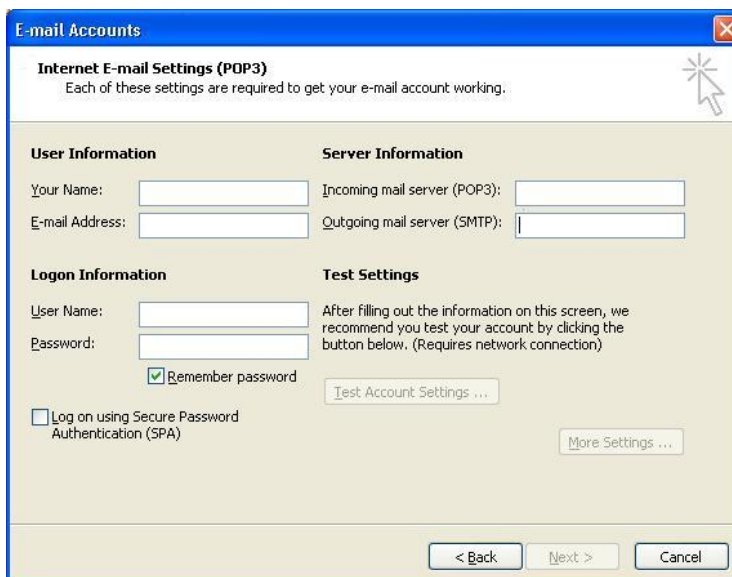 E-mail Accounts
Internet E-mail Settings (POP3)
Each of these settings are required to get your e-mail account working.
User Information
Your Name:
E-mail Address:
Server Information
Incoming mail server (POP3):
Outgoing mail server (SMTP):
Logon Information
User Name:
Password:
Remember password
Log on using Secure Password
Authentication (SPA)
Test Settings
After filling out the information on this screen, we
recommend you test your account by clicking the
button below. (Requires network connection)
Test Account Settings ...
More Settings ...
< Back
Next >
Cancel